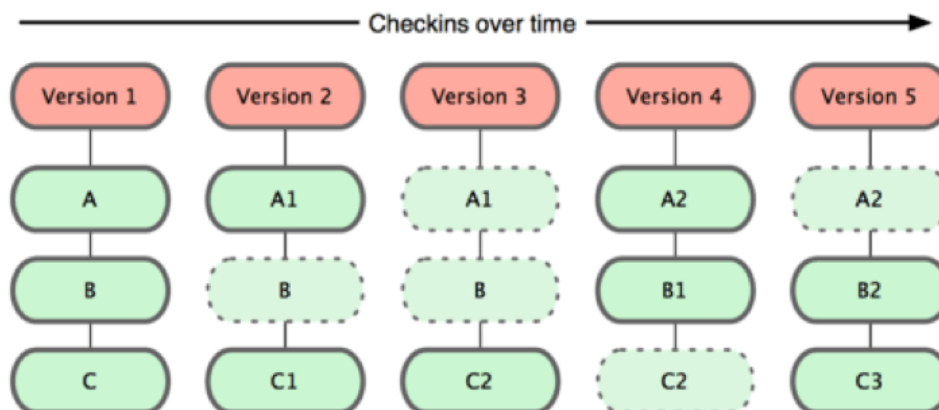 Checkins over time
Version 1 Version 2 Version 3 Version 4 Version 5
A A1 A1 A2 A2
B B B B1 B2
C C1 C2 C2 C3